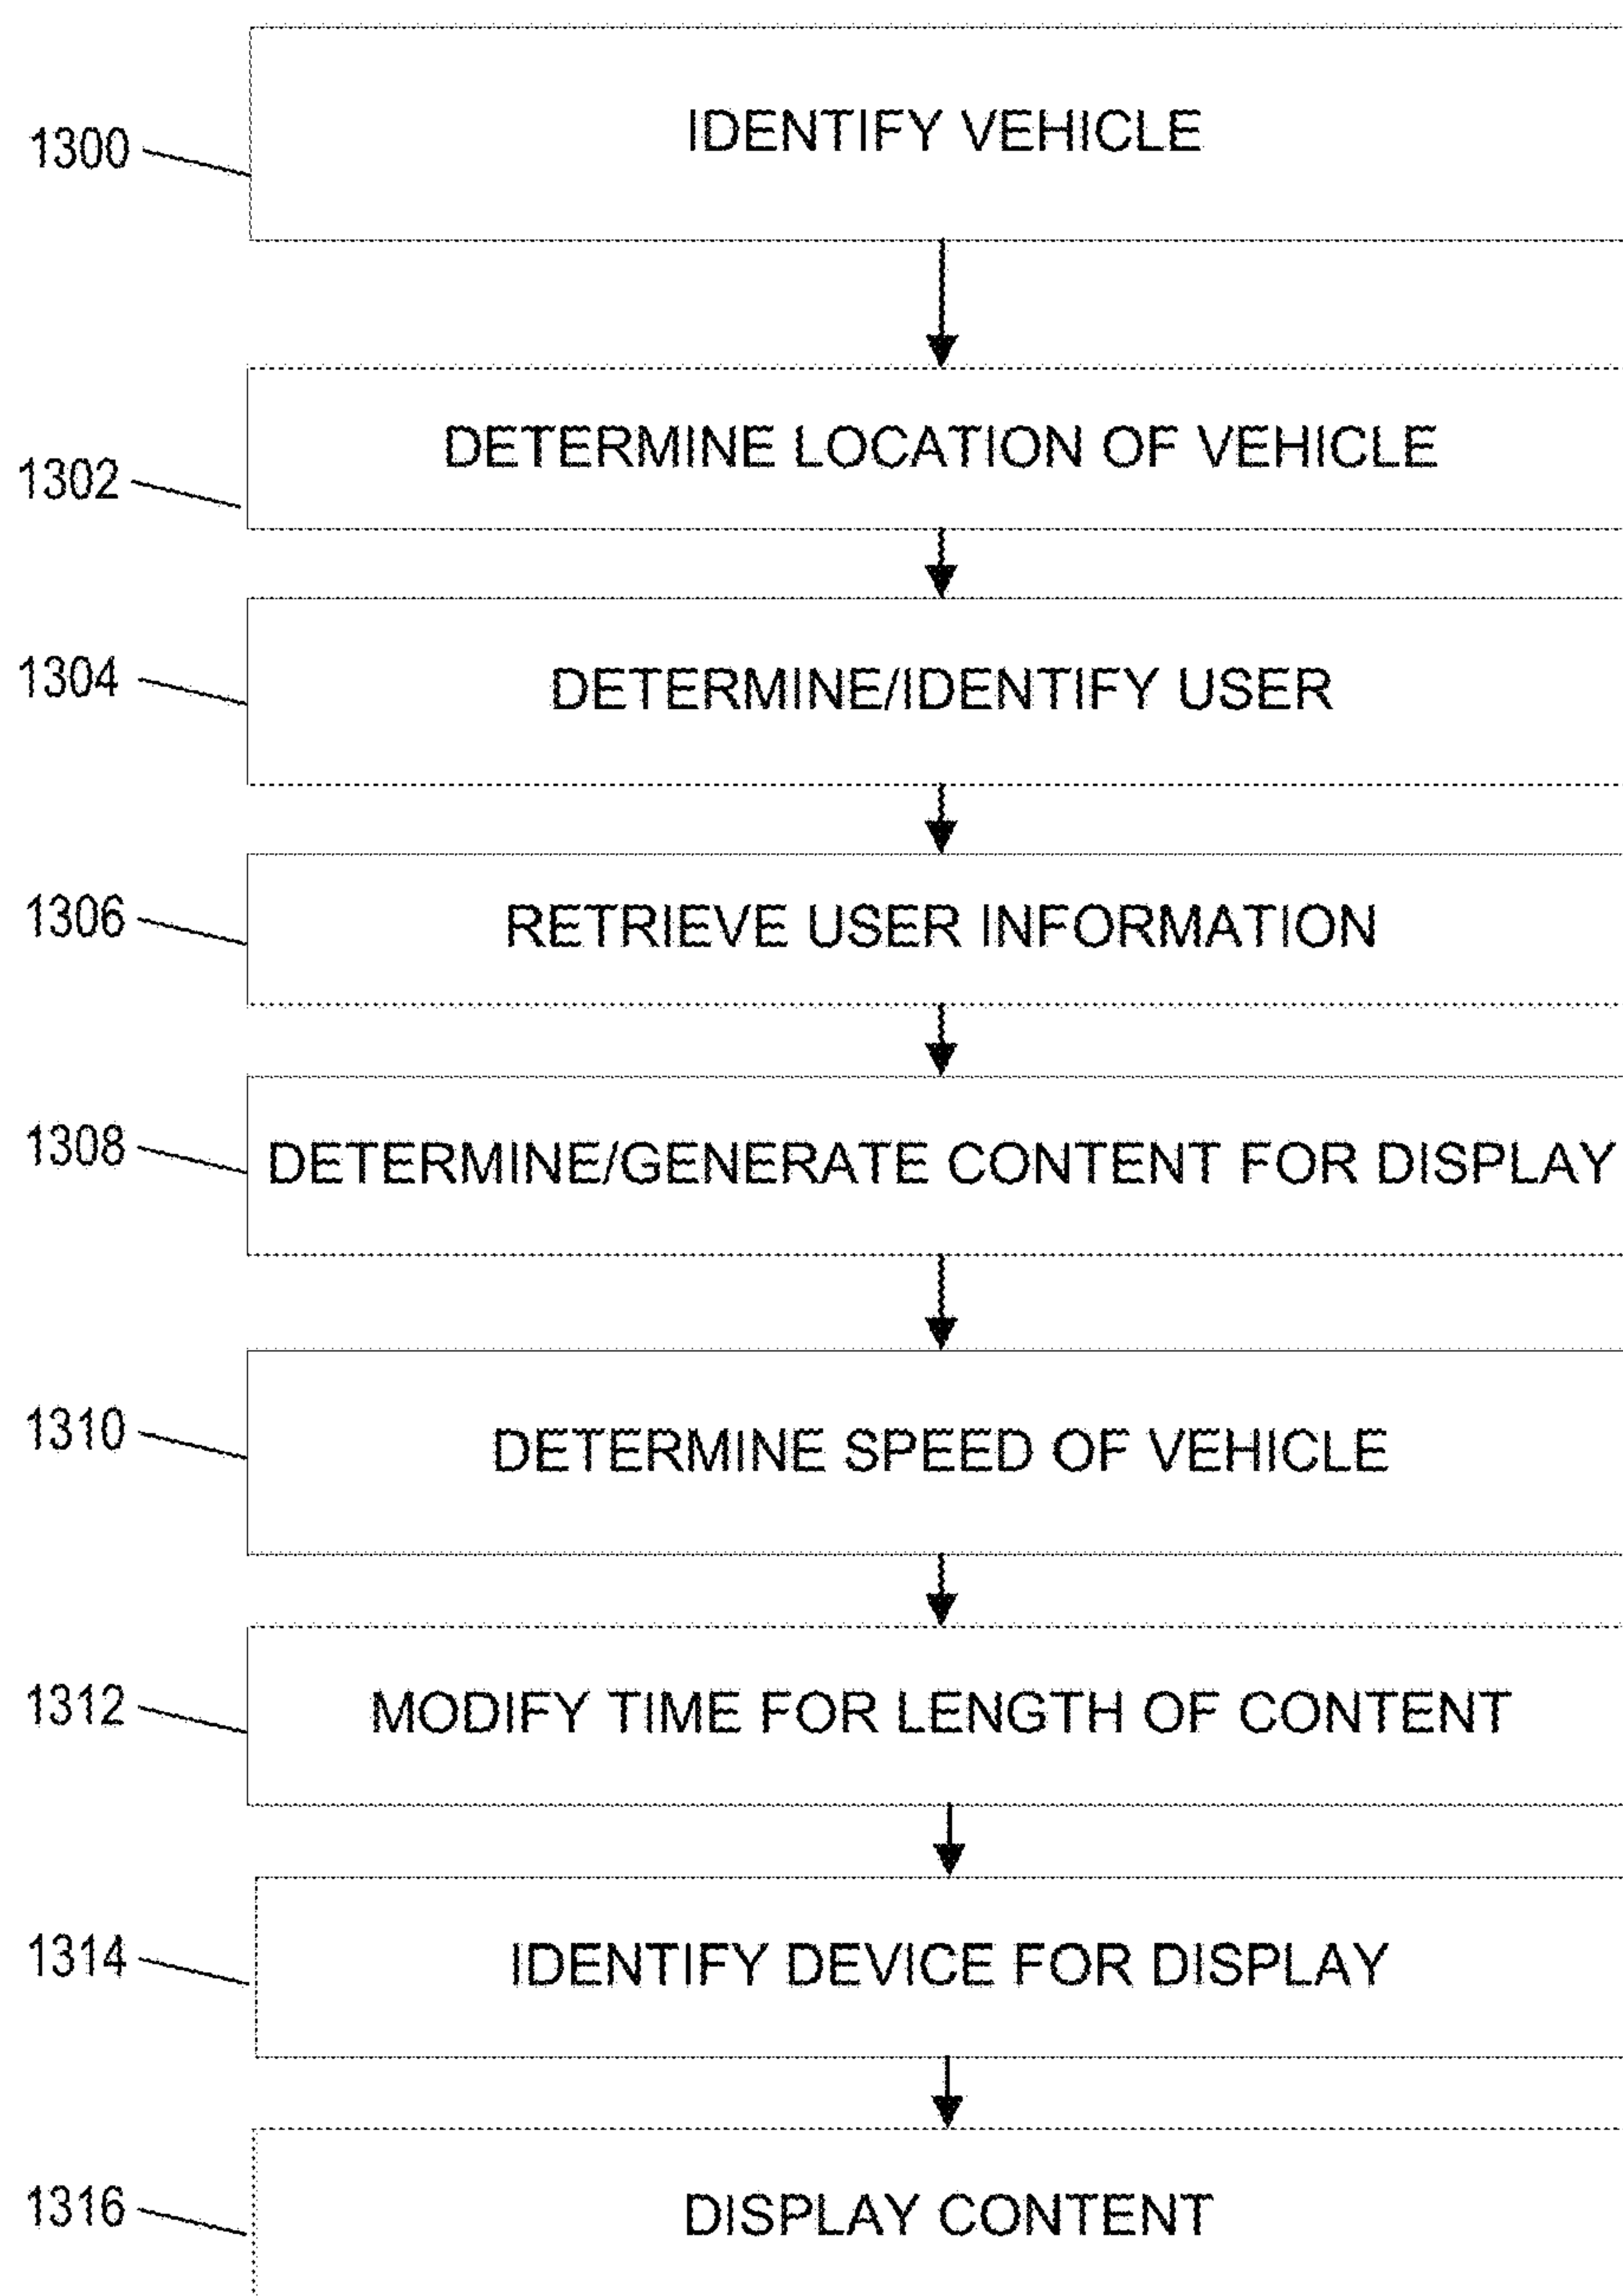 IDENTIFY VEHICLE
1300
DETERMINE LOCATION OF VEHICLE
1302
DETERMINE/IDENTIFY USER
1304
RETRIEVE USER INFORMATION
1306
DETERMINE/GENERATE CONTENT FOR DISPLAY
1308
DETERMINE SPEED OF VEHICLE
1310
MODIFY TIME FOR LENGTH OF CONTENT
1312
IDENTIFY DEVICE FOR DISPLAY
1314
DISPLAY CONTENT
1316